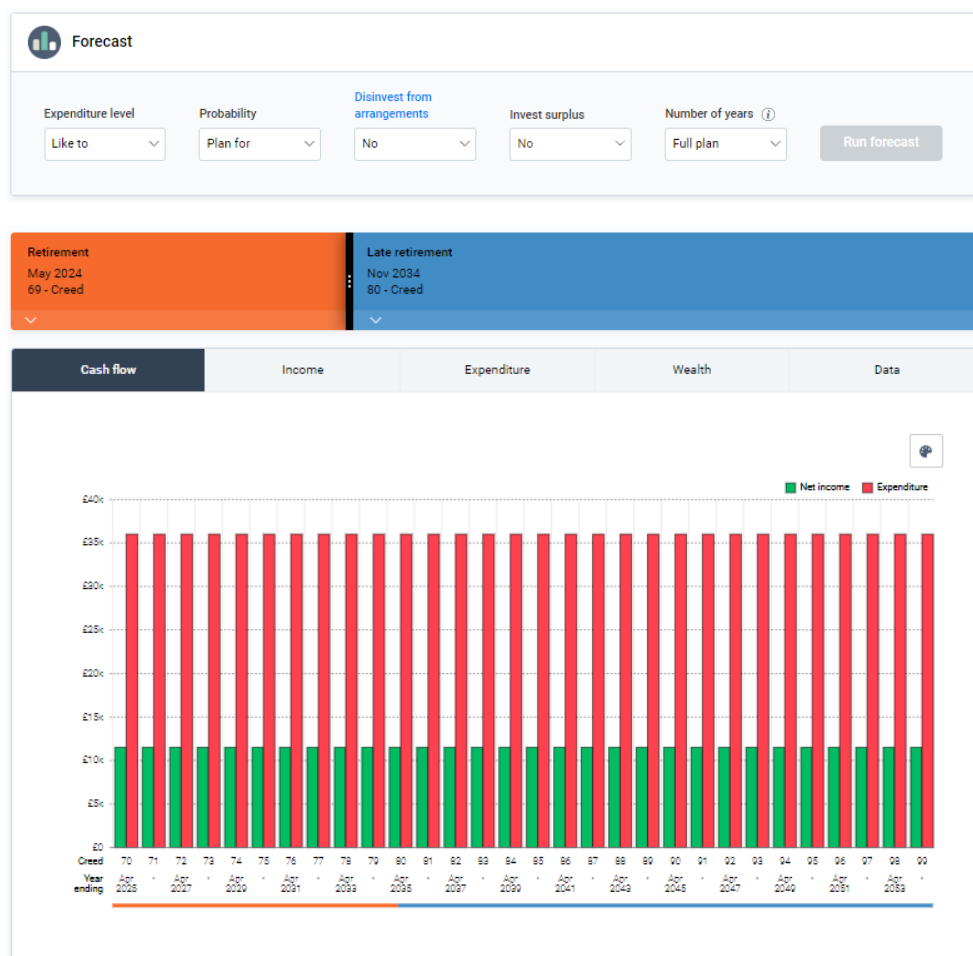 Forecast
Disinvest from
Expenditure level Probability arrangements Invest surplus Number of years i
Like to Plan for No No Full plan Run forecast
Retirement Late retirement
May 2024 Nov 2034
69 - Creed 80 - Creed
Cash flow Income Expenditure Wealth Data
Net income Expenditure
£40k
£35k
£30k
£25k
£20k
£15k
£10k
£5k
£0
Creed 70 71 72 73 74 75 76 77 78 79 80 81 82 83 84 85 86 87 88 89 90 91 92 93 94 95 96 97 98 99
Year Apr Apr Apr Apr Apr Apr Apr Apr Apr Apr Apr Apr Apr Apr Apr
ending 2025 2027 2029 2031 2033 2035 2037 2039 2041 2043 2045 2047 2049 2051 2053